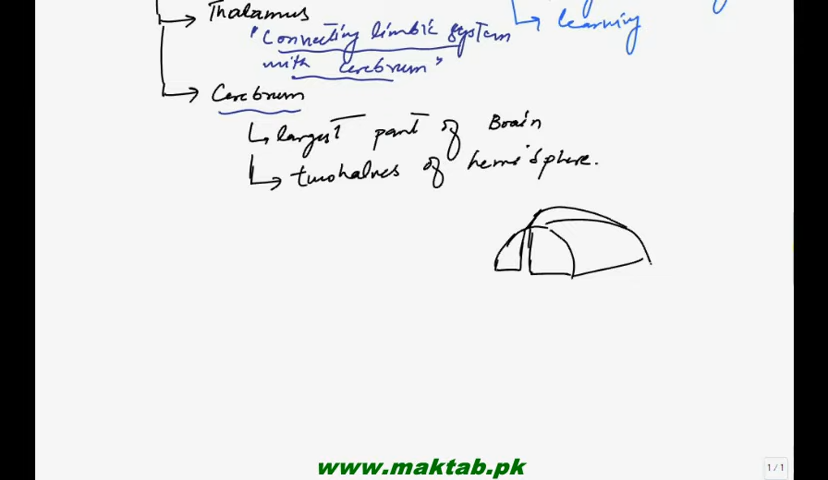 Thalamus
"Connecting limbic system
with cerebrum"
learning
Cerebrum
largest part of Brain
two halves of hemisphere.
www.maktab.pk
1/1